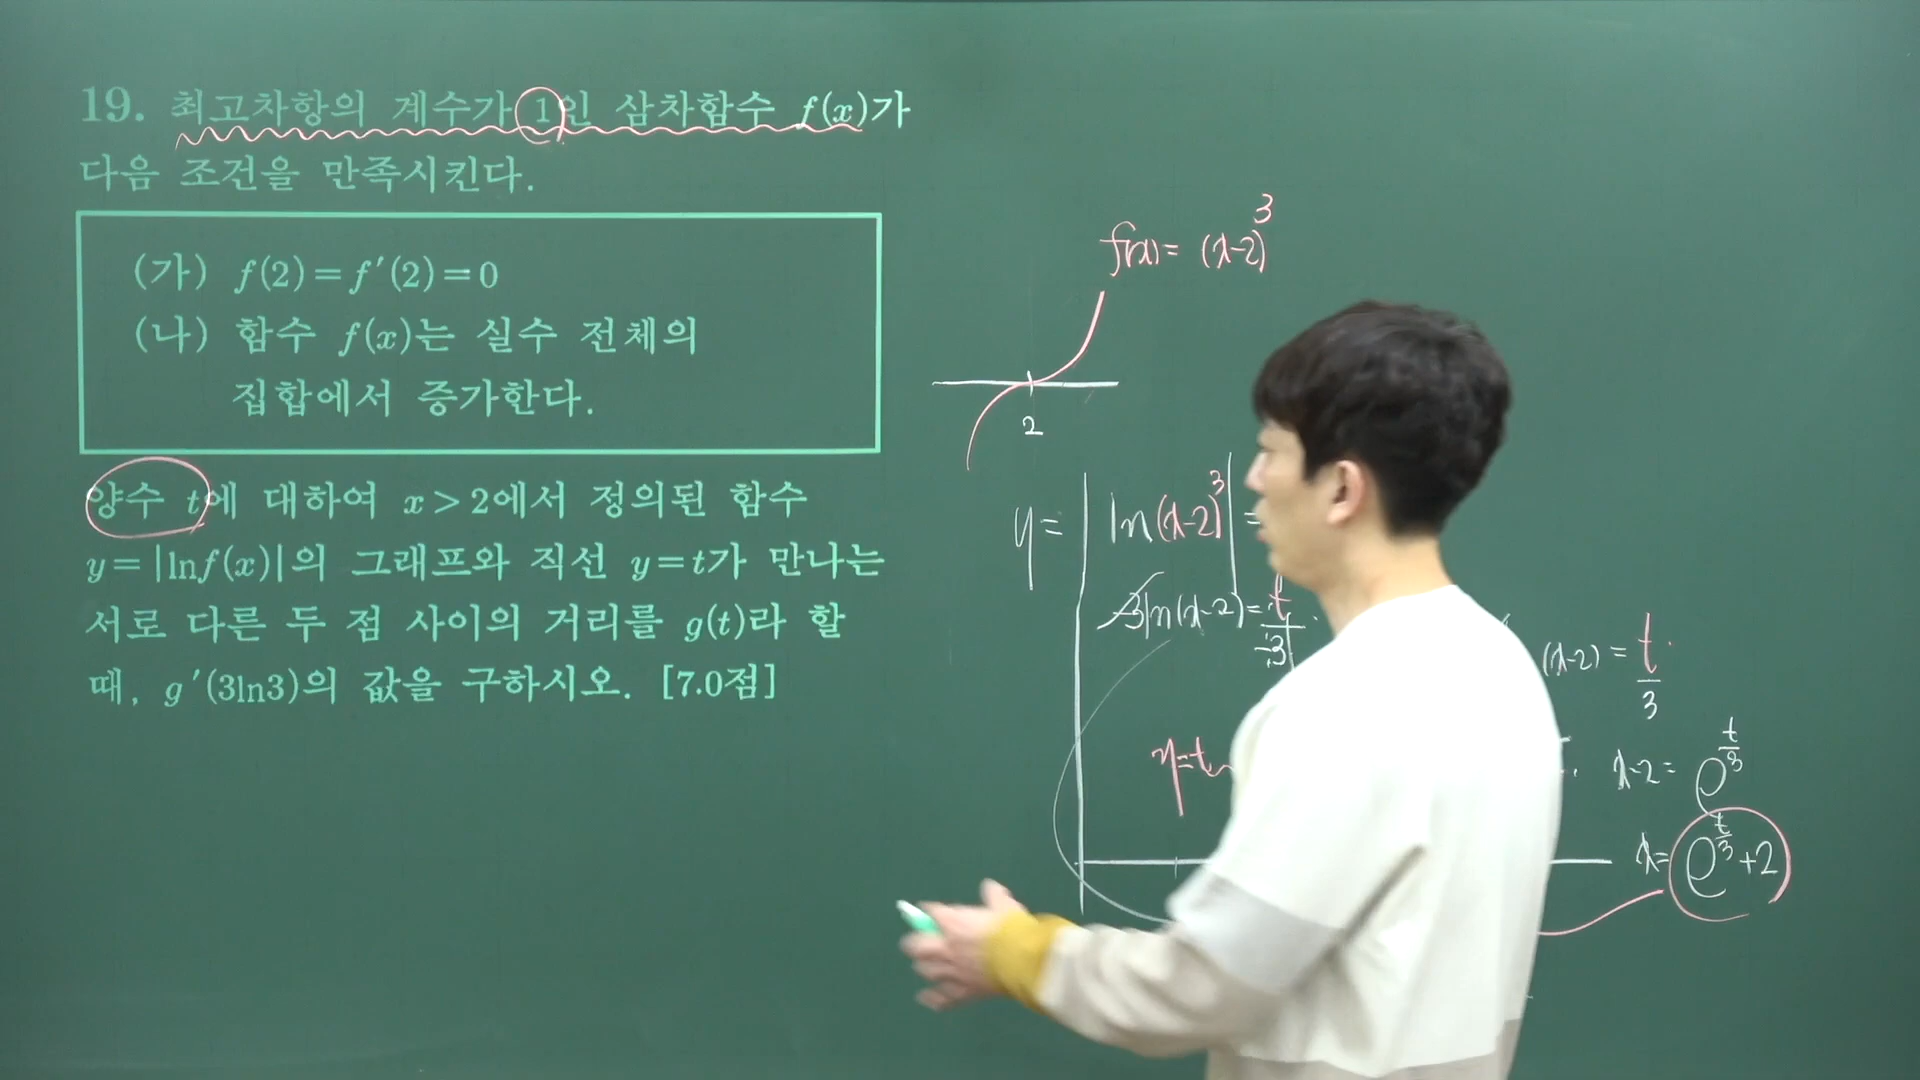 19. 최고차항의 계수가 1인 삼차함수 f(x)가
다음 조건을 만족시킨다.
(가) f(2)=f′(2)=0
(나) 함수 f(x)는 실수 전체의
집합에서 증가한다.
양수 t에 대하여 x>2에서 정의된 함수
y=|lnf(x)|의 그래프와 직선 y=t가 만나는
서로 다른 두 점 사이의 거리를 g(t)라 할
때, g′(3ln3)의 값을 구하시오. [7.0점]
f(x)= (x-2)³
2
y= |ln(x-2)³| =
3ln(x-2)= t/-3
(x-2) = t/3
y=t
x-2= e^(t/3)
x= e^(t/3)+2